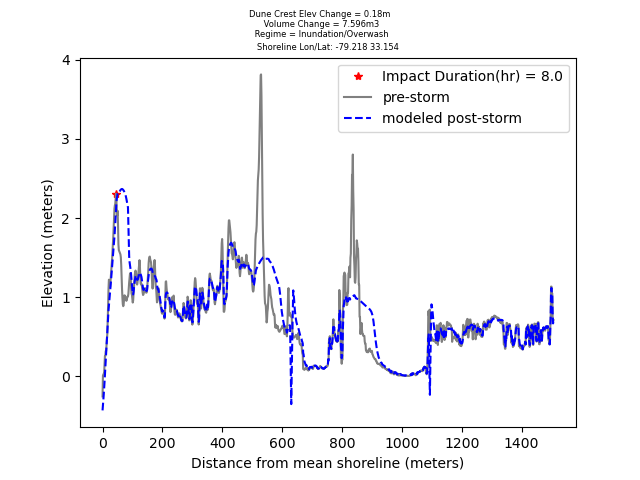 Dune Crest Elev Change = 0.18m
Volume Change = 7.596m3
Regime = Inundation/Overwash
Shoreline Lon/Lat: -79.218 33.154
Impact Duration(hr) = 8.0
pre-storm
modeled post-storm
Elevation (meters)
4
3
2
1
0
0 200 400 600 800 1000 1200 1400
Distance from mean shoreline (meters)